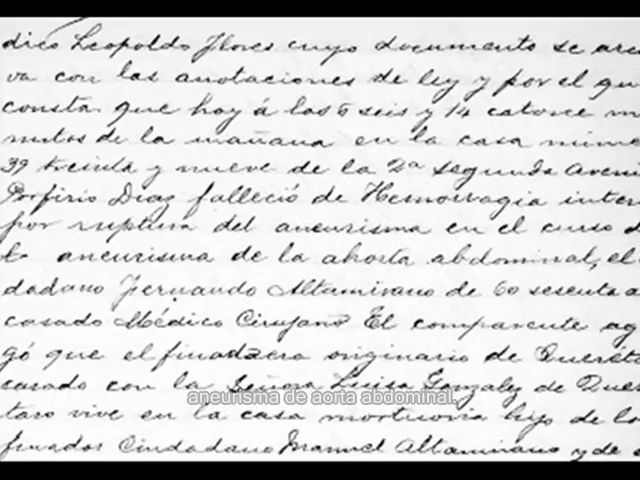 dico Leopoldo Flores cuyo documento se arc
va con las anotaciones de ley y por el que
consta que hoy á las 6 seis y 14 catorce m
nutos de la mañana en la casa núme
39 treinta y nueve de la 2a segunda Aveni
Porfirio Díaz falleció de Hemorragia inter
por ruptura del aneurisma en el curso d
aneurisma de la ahorta abdominal, el
dadano Fernando Altamirano de 60 sesenta a
casado Médico Cirujano El compareciente ag
gó que el finado era originario de Queréta
casado con la Señora Luisa Gonzalez de Que
taro vive en la casa mortuoria hijo de lo
finados Ciudadano Manuel Altamirano y de
aneurisma de aorta abdominal,